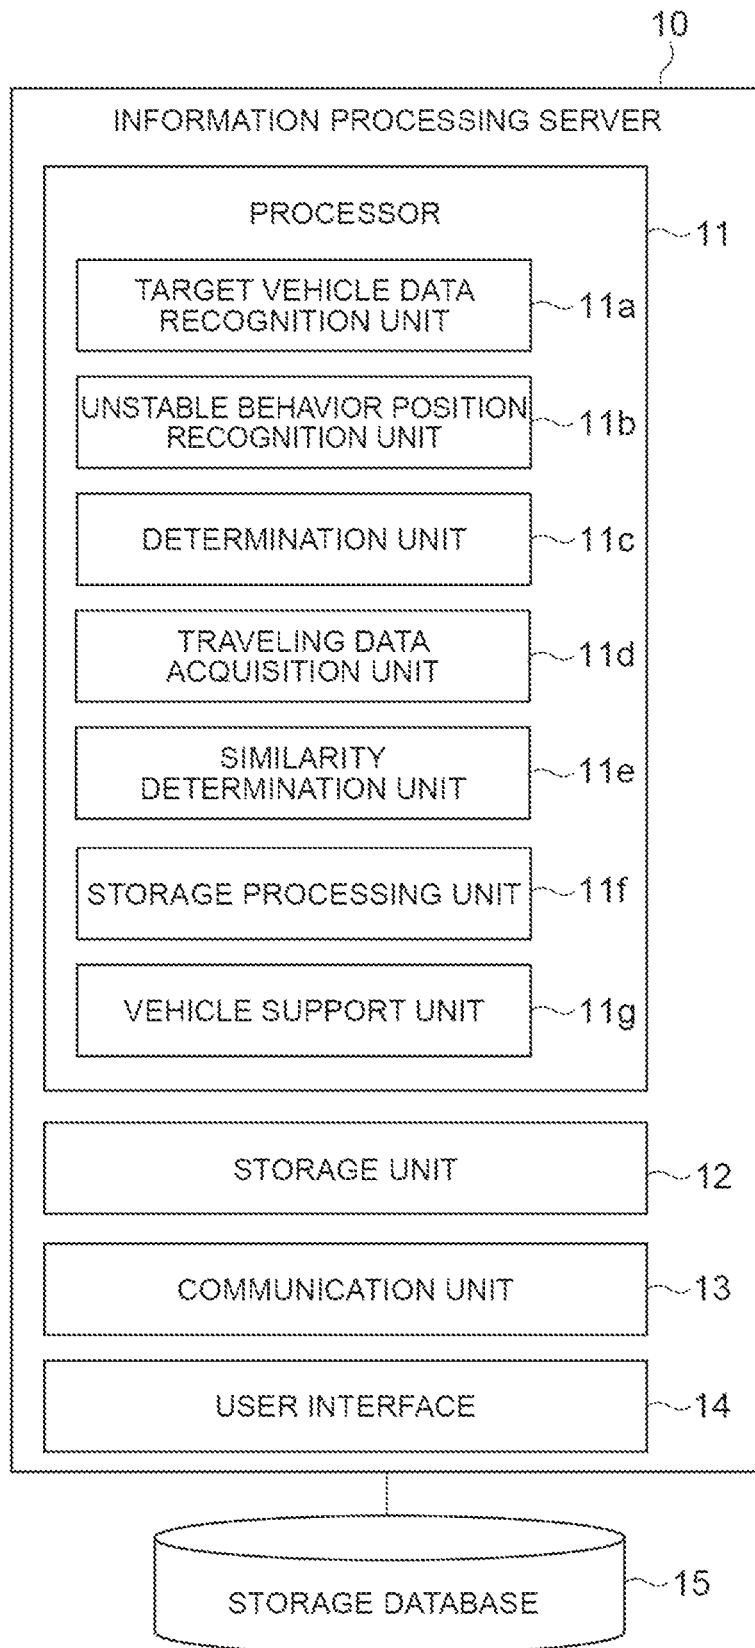 10
INFORMATION PROCESSING SERVER
PROCESSOR
11
TARGET VEHICLE DATA
RECOGNITION UNIT
11a
UNSTABLE BEHAVIOR POSITION
RECOGNITION UNIT
11b
DETERMINATION UNIT
11c
TRAVELING DATA
ACQUISITION UNIT
11d
SIMILARITY
DETERMINATION UNIT
11e
STORAGE PROCESSING UNIT
11f
VEHICLE SUPPORT UNIT
11g
STORAGE UNIT
12
COMMUNICATION UNIT
13
USER INTERFACE
14
STORAGE DATABASE
15